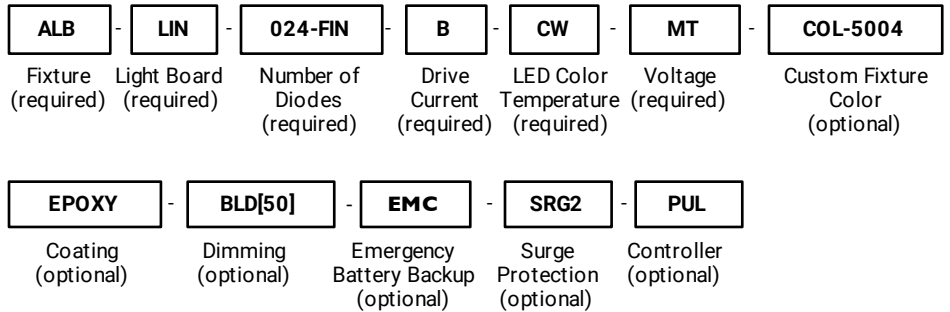 ALB - LIN - 024-FIN - B - CW - MT - COL-5004
Fixture Light Board Number of Drive LED Color Voltage Custom Fixture
(required) (required) Diodes Current Temperature (required) Color
(required) (required) (required) (optional)
EPOXY - BLD[50] - EMC - SRG2 - PUL
Coating Dimming Emergency Surge Controller
(optional) (optional) Battery Backup Protection (optional)
(optional) (optional)